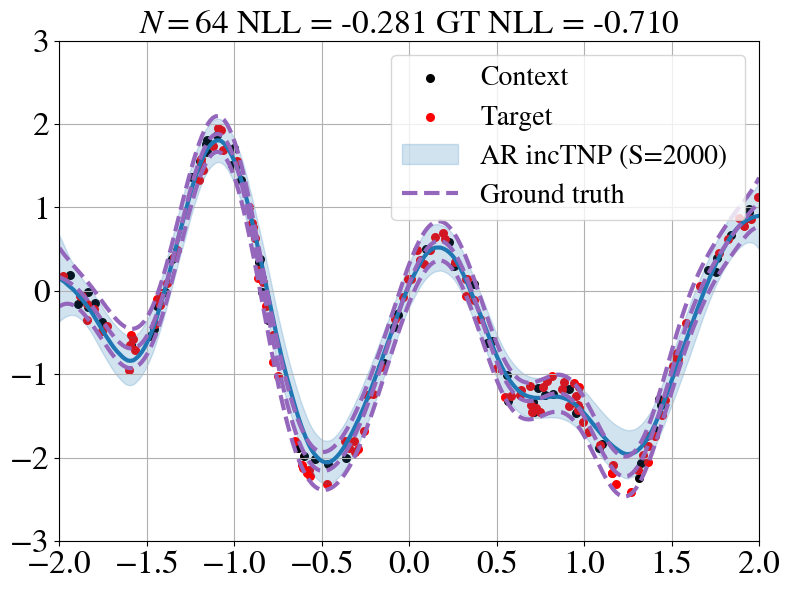 N = 64 NLL = -0.281 GT NLL = -0.710
3
2
1
0
−1
−2
−3
Context
Target
AR incTNP (S=2000)
Ground truth
−2.0 −1.5 −1.0 −0.5 0.0 0.5 1.0 1.5 2.0